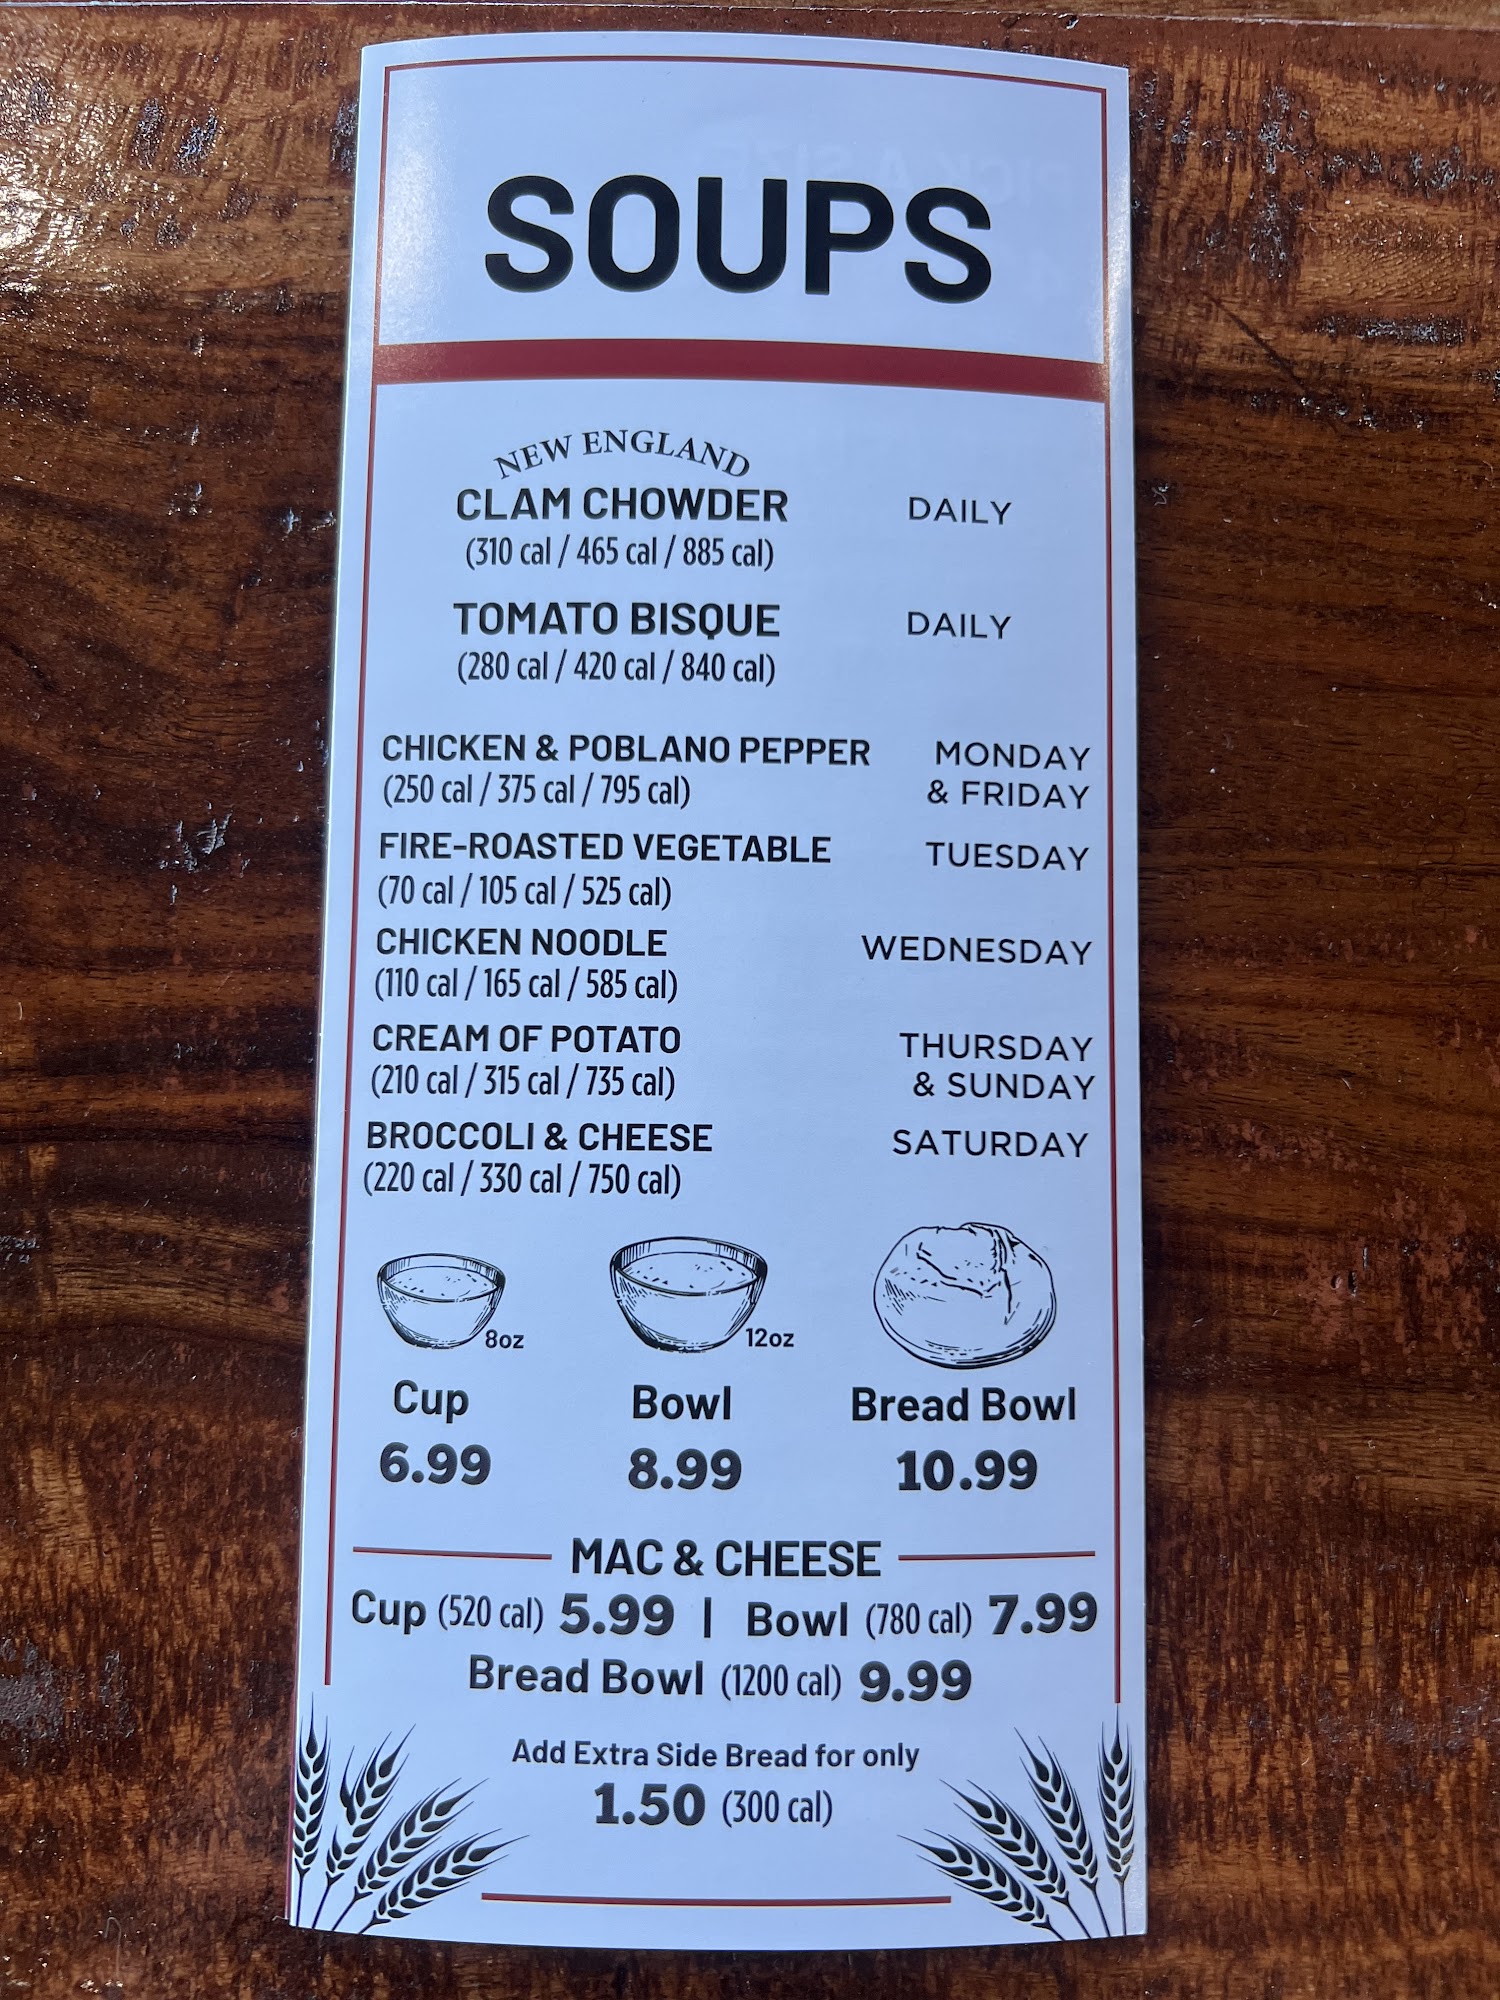 SOUPS
NEW ENGLAND
CLAM CHOWDER DAILY
(310 cal / 465 cal / 885 cal)
TOMATO BISQUE DAILY
(280 cal / 420 cal / 840 cal)
CHICKEN & POBLANO PEPPER MONDAY
(250 cal / 375 cal / 795 cal) & FRIDAY
FIRE-ROASTED VEGETABLE TUESDAY
(70 cal / 105 cal / 525 cal)
CHICKEN NOODLE WEDNESDAY
(110 cal / 165 cal / 585 cal)
CREAM OF POTATO THURSDAY
(210 cal / 315 cal / 735 cal) & SUNDAY
BROCCOLI & CHEESE SATURDAY
(220 cal / 330 cal / 750 cal)
8oz 12oz
Cup Bowl Bread Bowl
6.99 8.99 10.99
MAC & CHEESE
Cup (520 cal) 5.99 | Bowl (780 cal) 7.99
Bread Bowl (1200 cal) 9.99
Add Extra Side Bread for only
1.50 (300 cal)